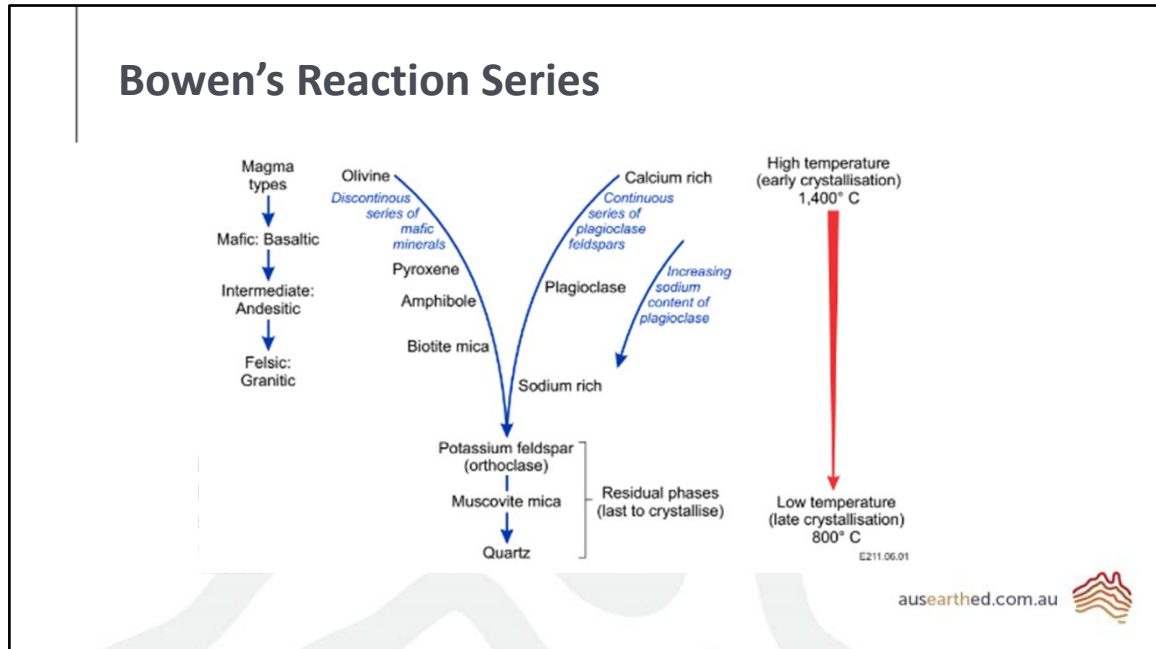 Bowen’s Reaction Series
Magma
types
Mafic: Basaltic
Intermediate:
Andesitic
Felsic:
Granitic
Olivine
Discontinous
series of
mafic
minerals
Pyroxene
Amphibole
Biotite mica
Calcium rich
Continuous
series of
plagioclase
feldspars
Plagioclase
Increasing
sodium
content of
plagioclase
Sodium rich
Potassium feldspar
(orthoclase)
Muscovite mica
Quartz
Residual phases
(last to crystallise)
High temperature
(early crystallisation)
1,400° C
Low temperature
(late crystallisation)
800° C
E211.06.01
ausearthed.com.au